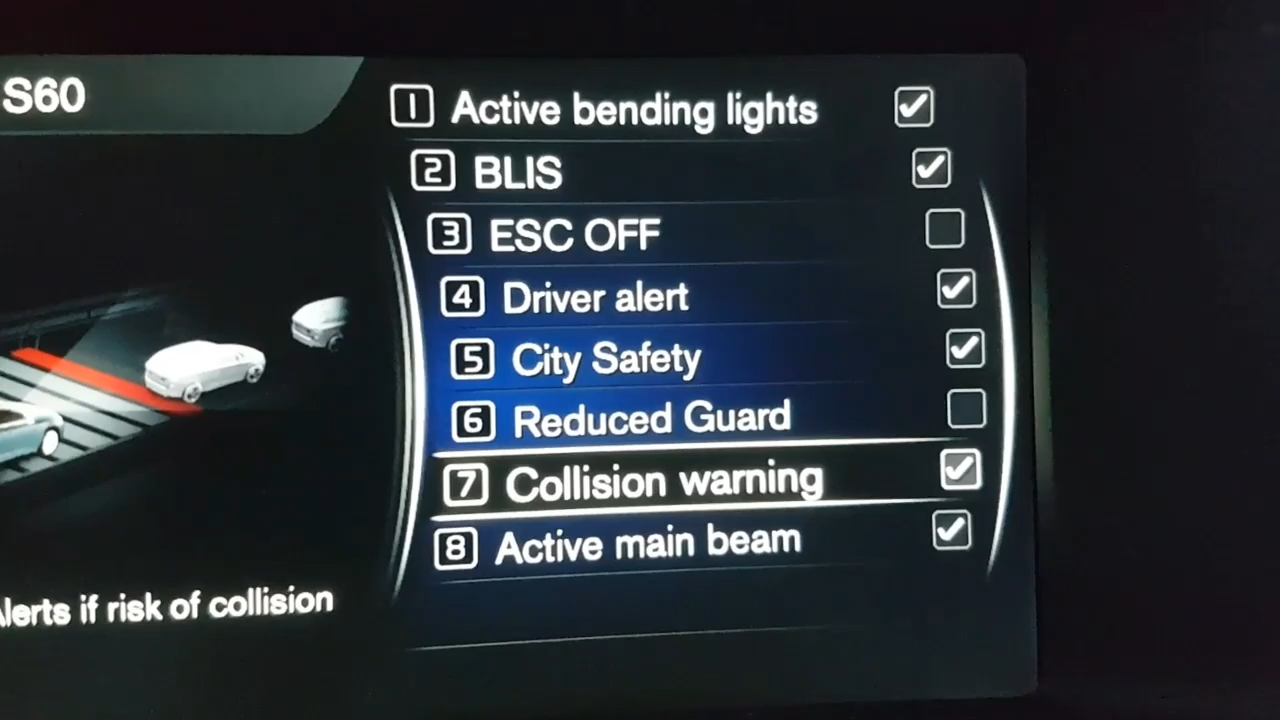 S60
1 Active bending lights
2 BLIS
3 ESC OFF
4 Driver alert
5 City Safety
6 Reduced Guard
7 Collision warning
8 Active main beam
lerts if risk of collision